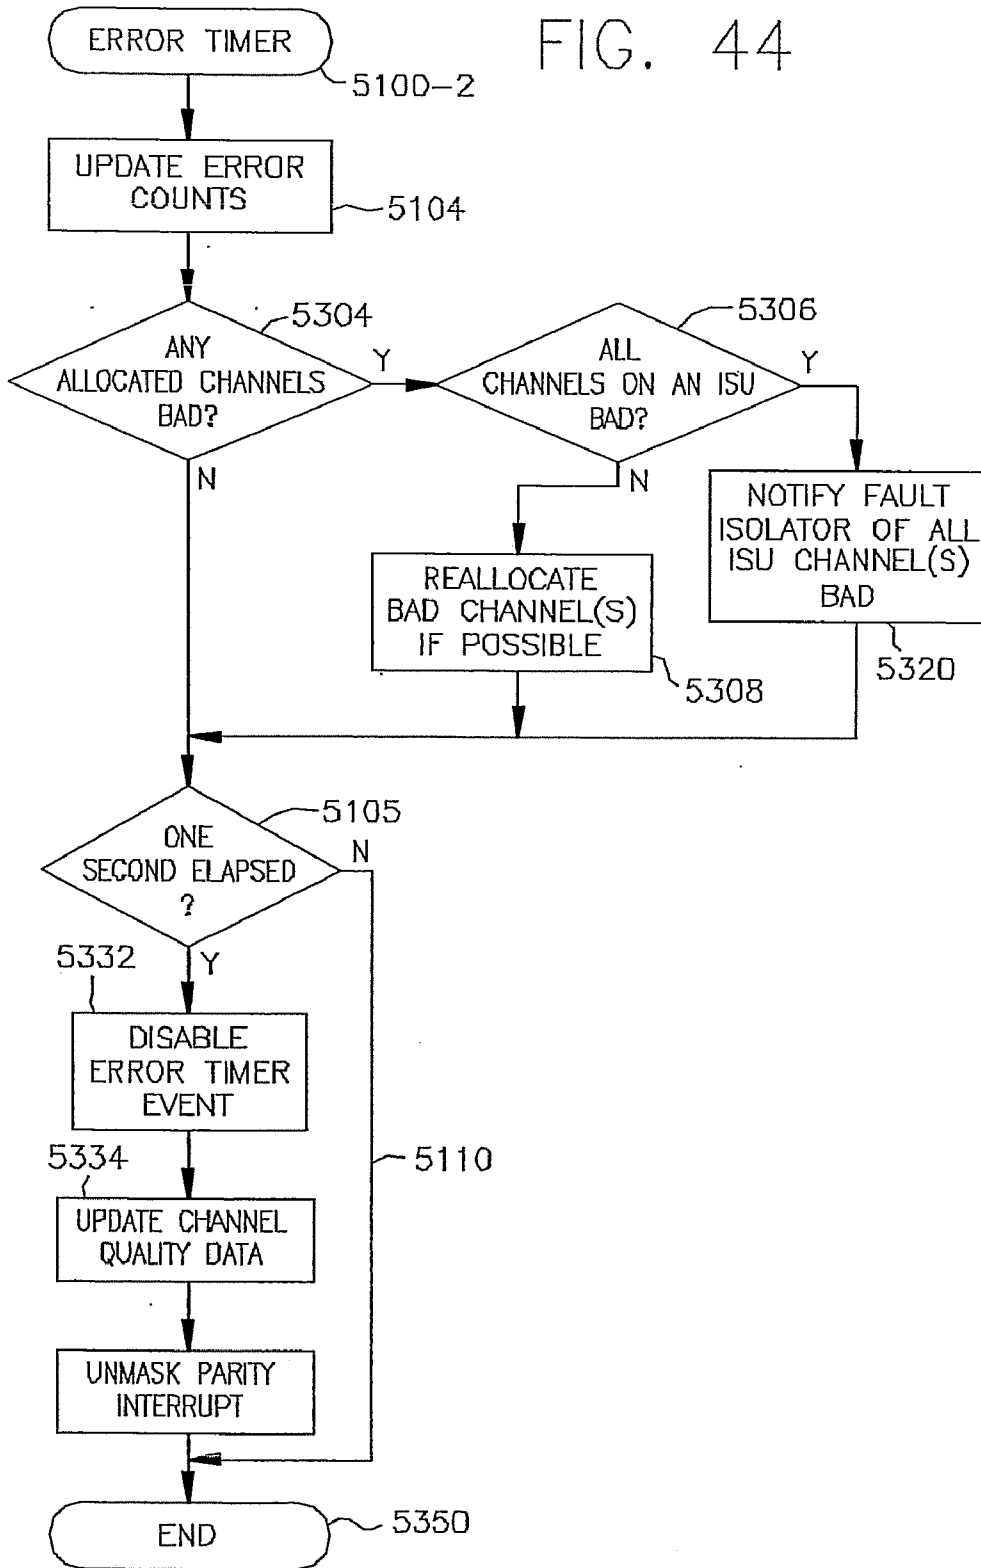 FIG. 44
ERROR TIMER
5100-2
UPDATE ERROR
COUNTS
5104
5304
ANY
ALLOCATED CHANNELS
BAD?
Y
N
5306
ALL
CHANNELS ON AN ISU
BAD?
Y
N
NOTIFY FAULT
ISOLATOR OF ALL
ISU CHANNEL(S)
BAD
5320
REALLOCATE
BAD CHANNEL(S)
IF POSSIBLE
5308
5105
ONE
SECOND ELAPSED
?
N
Y
5332
DISABLE
ERROR TIMER
EVENT
5110
5334
UPDATE CHANNEL
QUALITY DATA
UNMASK PARITY
INTERRUPT
END
5350